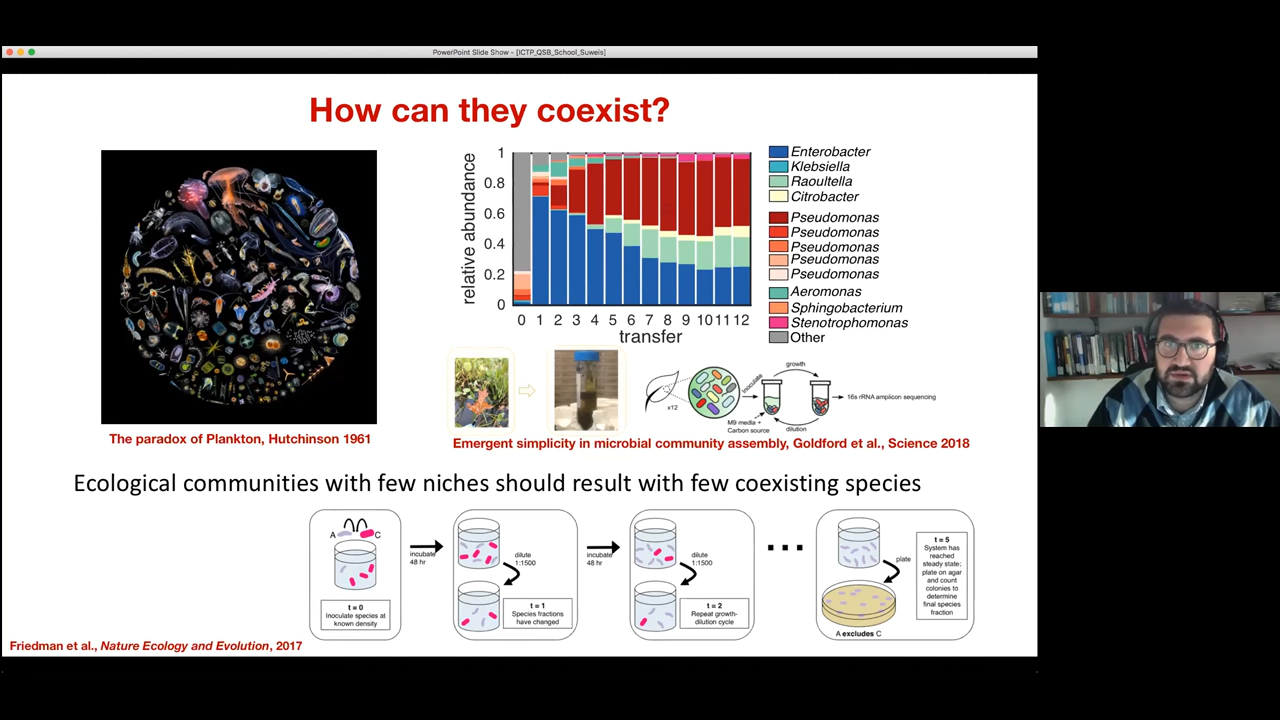 PowerPoint Slide Show - [ICTP_QSB_School_Suweis]
How can they coexist?
The paradox of Plankton, Hutchinson 1961
relative abundance
1
0.8
0.6
0.4
0.2
0
0 1 2 3 4 5 6 7 8 9 10 11 12
transfer
Enterobacter
Klebsiella
Raoultella
Citrobacter
Pseudomonas
Pseudomonas
Pseudomonas
Pseudomonas
Pseudomonas
Aeromonas
Sphingobacterium
Stenotrophomonas
Other
x12
inoculate
growth
M9 media +
Carbon source
dilution
16s rRNA amplicon sequencing
Emergent simplicity in microbial community assembly, Goldford et al., Science 2018
Ecological communities with few niches should result with few coexisting species
A
C
t = 0
Inoculate species at
known density
incubate
48 hr
dilute
1:1500
t = 1
Species fractions
have changed
incubate
48 hr
dilute
1:1500
t = 2
Repeat growth-
dilution cycle
plate
A excludes C
t = 5
System has
reached
steady state;
plate on agar
and count
colonies to
determine
final species
fraction
Friedman et al., Nature Ecology and Evolution, 2017